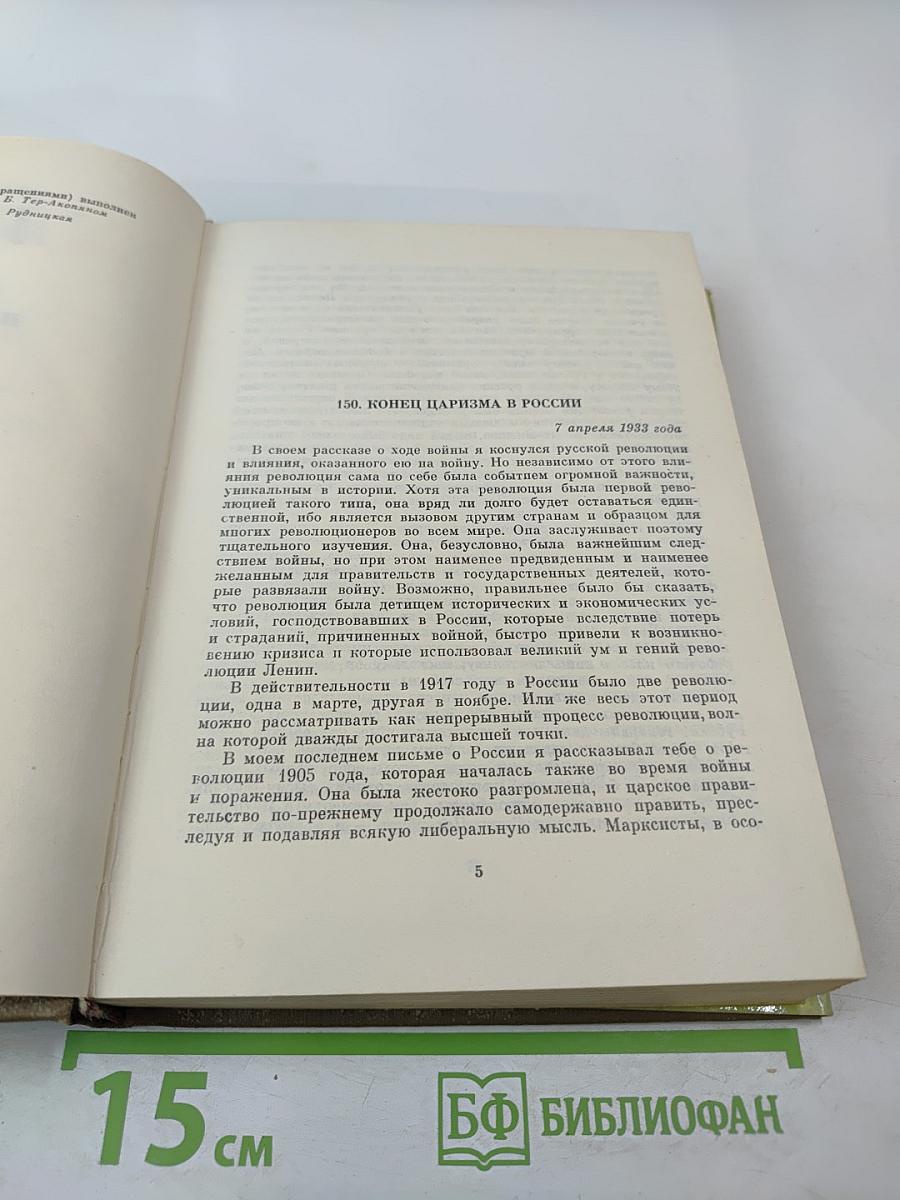 ращениями) выполнен
Б. Тер-Акопяном
Рудницкая
150. КОНЕЦ ЦАРИЗМА В РОССИИ
7 апреля 1933 года
В своем рассказе о ходе войны я коснулся русской революции
и влияния, оказанного ею на войну. Но независимо от этого вли-
яния революция сама по себе была событием огромной важности,
уникальным в истории. Хотя эта революция была первой рево-
люцией такого типа, она вряд ли долго будет оставаться един-
ственной, ибо является вызовом другим странам и образцом для
многих революционеров во всем мире. Она заслуживает поэтому
тщательного изучения. Она, безусловно, была важнейшим след-
ствием войны, но при этом наименее предвиденным и наименее
желанным для правительств и государственных деятелей, кото-
рые развязали войну. Возможно, правильнее было бы сказать,
что революция была детищем исторических и экономических ус-
ловий, господствовавших в России, которые вследствие потерь
и страданий, причиненных войной, быстро привели к возникно-
вению кризиса и которые использовал великий ум и гений рево-
люции Ленин.
В действительности в 1917 году в России было две револю-
ции, одна в марте, другая в ноябре. Или же весь этот период
можно рассматривать как непрерывный процесс революции, вол-
на которой дважды достигала высшей точки.
В моем последнем письме о России я рассказывал тебе о ре-
волюции 1905 года, которая началась также во время войны
и поражения. Она была жестоко разгромлена, и царское прави-
тельство по-прежнему продолжало самодержавно править, прес-
ледуя и подавляя всякую либеральную мысль. Марксисты, в осо-
5
15 см
БФ БИБЛИОФАН